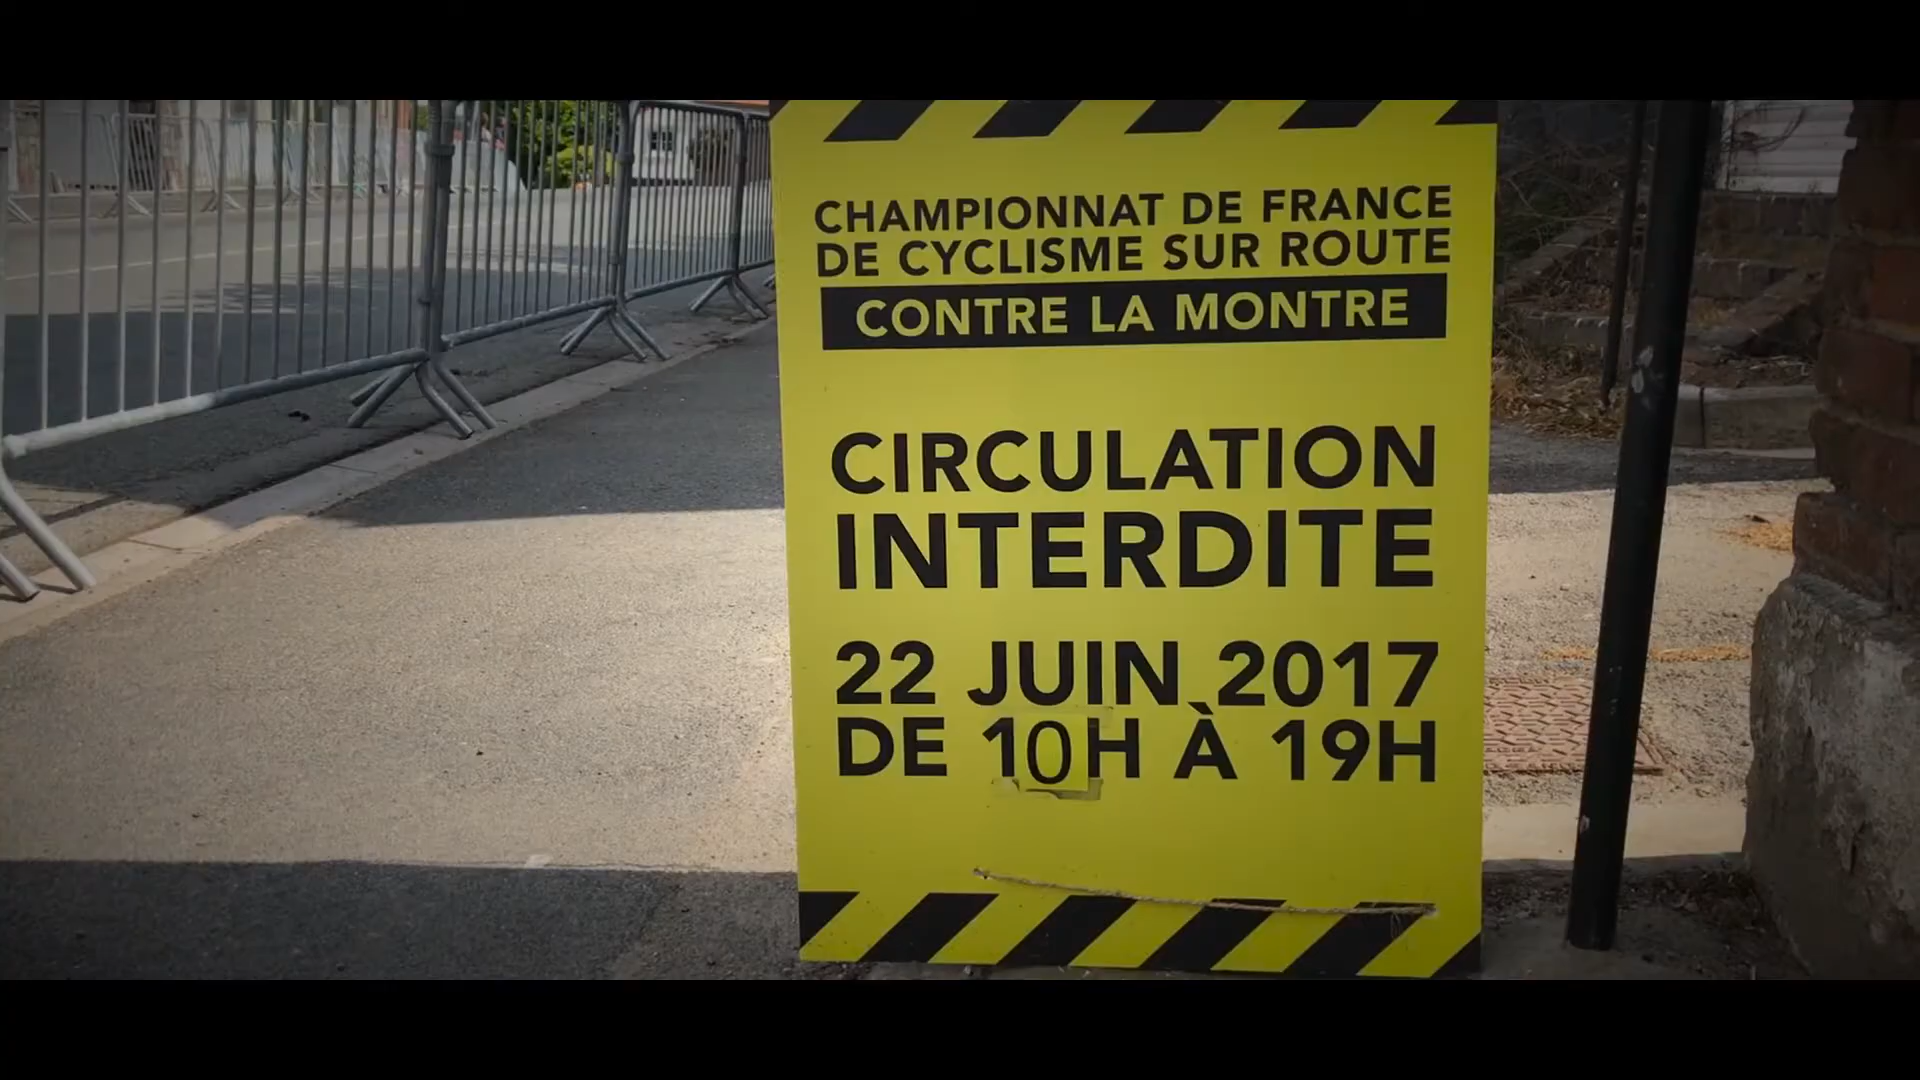 CHAMPIONNAT DE FRANCE
DE CYCLISME SUR ROUTE
CONTRE LA MONTRE
CIRCULATION
INTERDITE
22 JUIN 2017
DE 10H À 19H